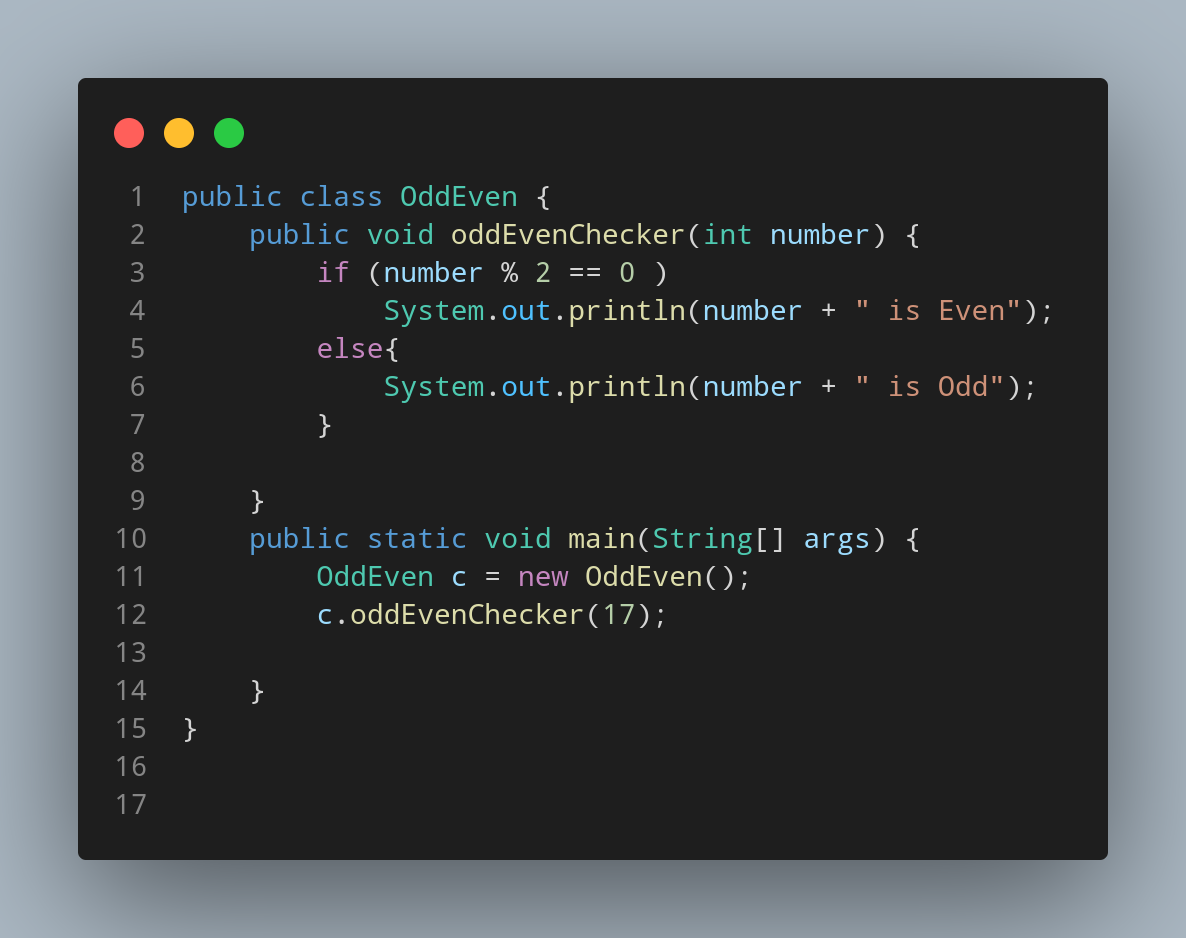 1 public class OddEven {
2     public void oddEvenChecker(int number) {
3         if (number % 2 == 0 )
4             System.out.println(number + " is Even");
5         else{
6             System.out.println(number + " is Odd");
7         }
8
9     }
10     public static void main(String[] args) {
11         OddEven c = new OddEven();
12         c.oddEvenChecker(17);
13
14     }
15 }
16
17